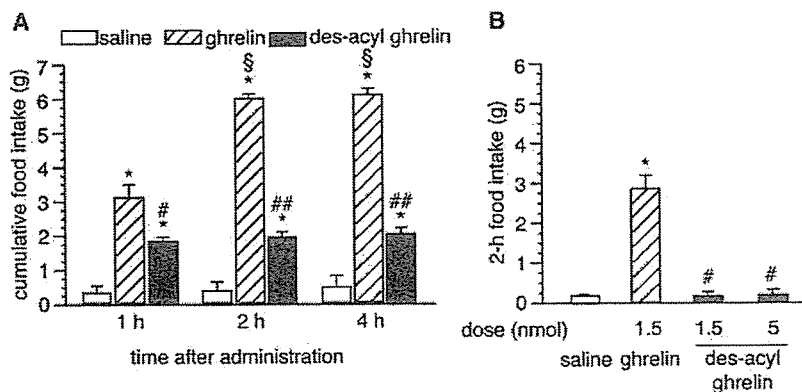 A
saline ghrelin des-acyl ghrelin
cumulative food intake (g)
7
6
5
4
3
2
1
0
*
#
*
§
*
##
*
§
*
##
*
1 h 2 h 4 h
time after administration
B
2-h food intake (g)
6
5
4
3
2
1
0
*
#
#
dose (nmol) 1.5 1.5 5
saline ghrelin des-acyl
ghrelin